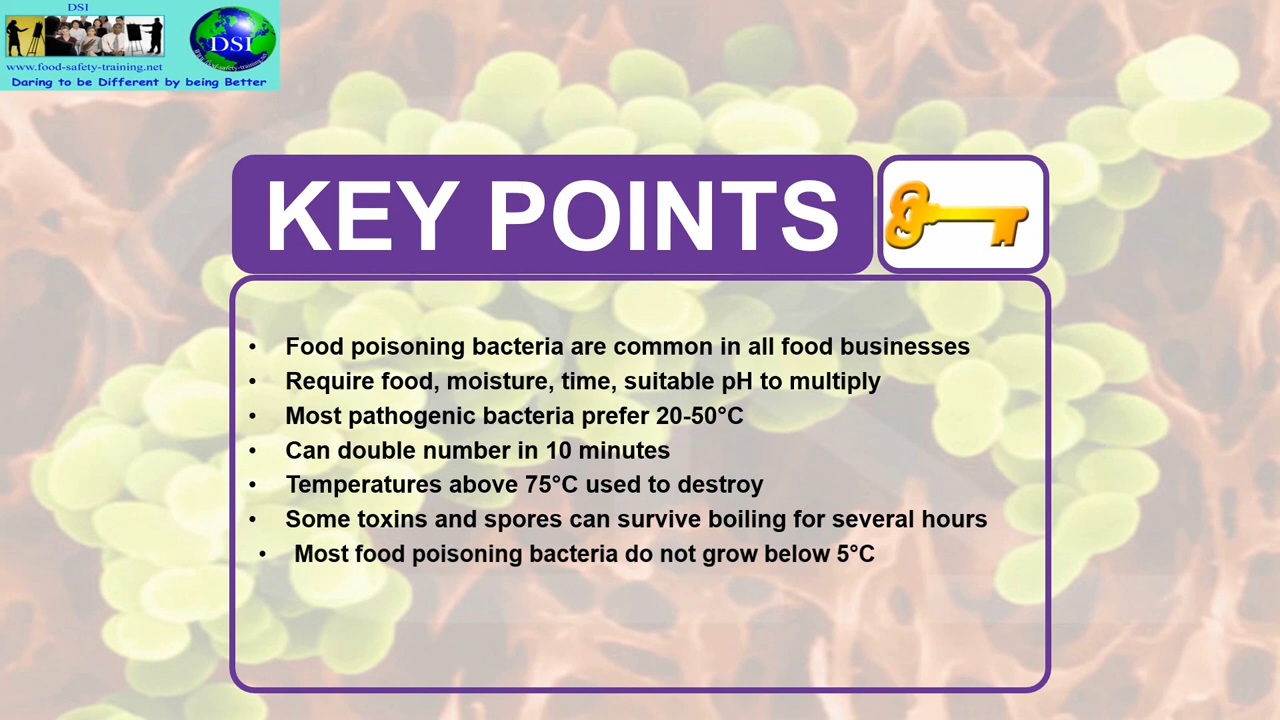 DSI
DSI
www.food-safety-training.net
Daring to be Different by being Better
KEY POINTS
• Food poisoning bacteria are common in all food businesses
• Require food, moisture, time, suitable pH to multiply
• Most pathogenic bacteria prefer 20-50°C
• Can double number in 10 minutes
• Temperatures above 75°C used to destroy
• Some toxins and spores can survive boiling for several hours
• Most food poisoning bacteria do not grow below 5°C